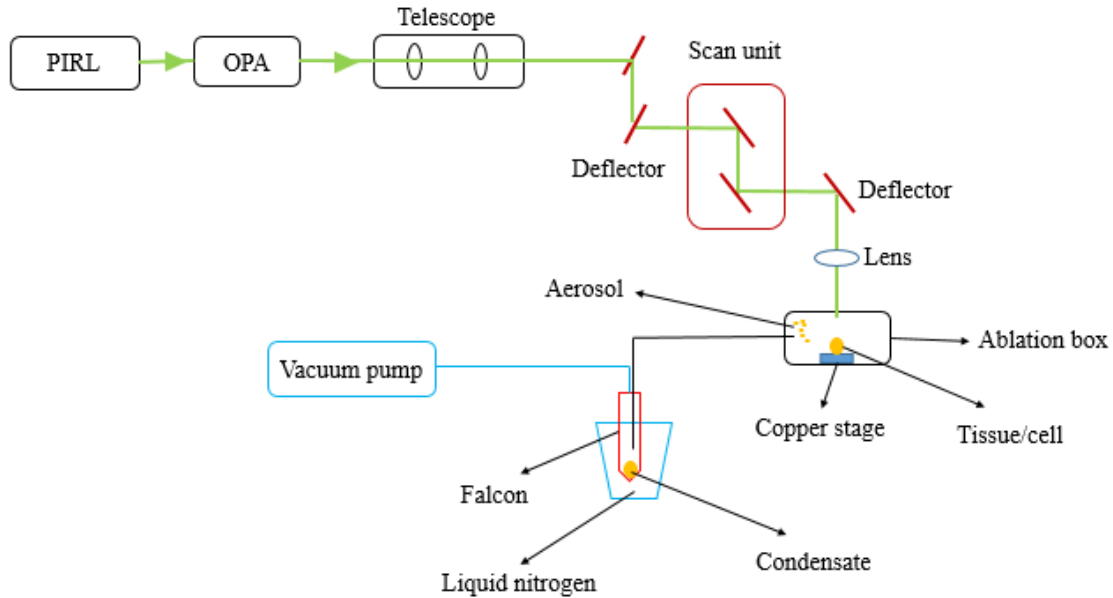 Telescope
PIRL
OPA
Scan unit
Deflector
Deflector
Lens
Aerosol
Ablation box
Vacuum pump
Copper stage
Tissue/cell
Falcon
Condensate
Liquid nitrogen